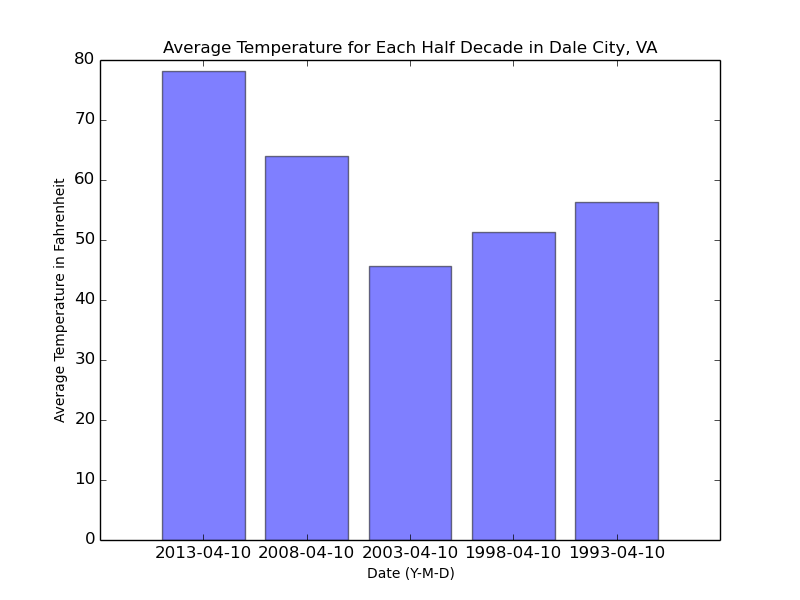 Average Temperature for Each Half Decade in Dale City, VA
80
70
60
50
40
30
20
10
0
Average Temperature in Fahrenheit
2013-04-10 2008-04-10 2003-04-10 1998-04-10 1993-04-10
Date (Y-M-D)